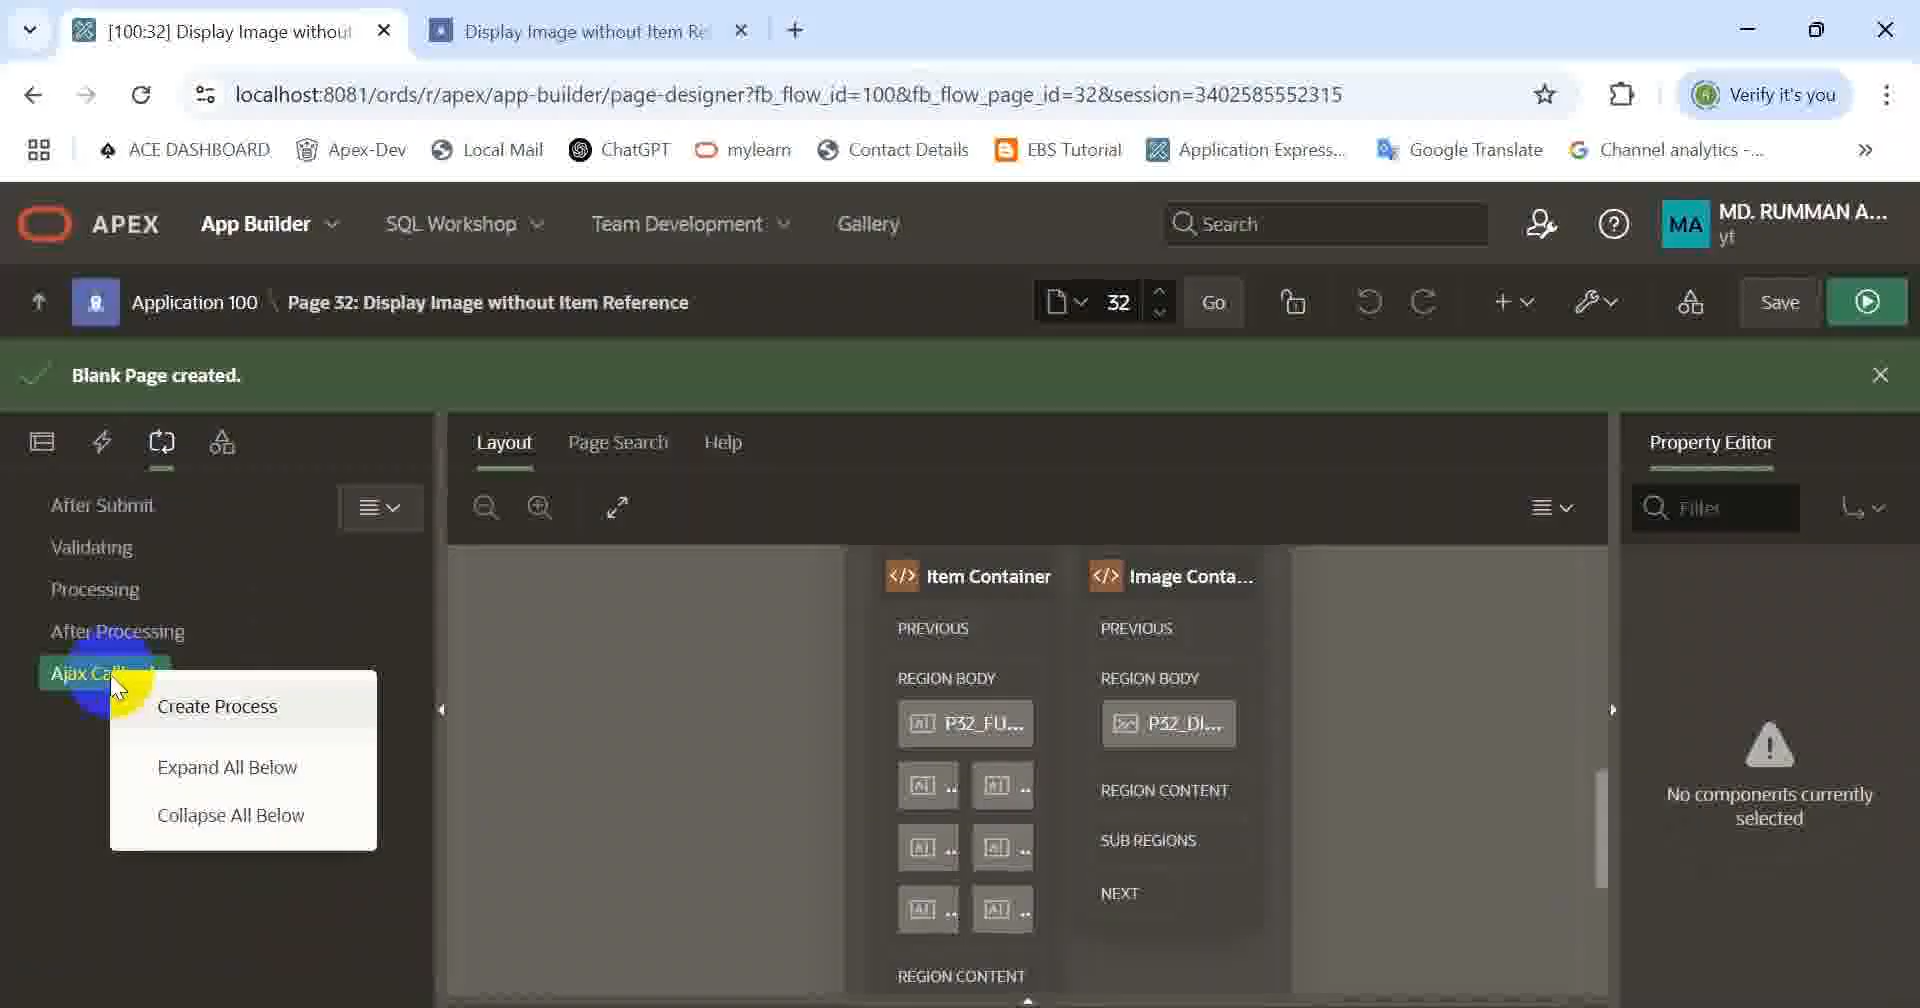 [100:32] Display Image without
Display Image without Item Re
localhost:8081/ords/r/apex/app-builder/page-designer?fb_flow_id=100&fb_flow_page_id=32&session=3402585552315
Verify it's you
ACE DASHBOARD
Apex-Dev
Local Mail
ChatGPT
mylearn
Contact Details
EBS Tutorial
Application Express...
Google Translate
Channel analytics -...
APEX
App Builder
SQL Workshop
Team Development
Gallery
Search
MA
MD. RUMMAN A...
yt
Application 100 \ Page 32: Display Image without Item Reference
32
Go
Save
Blank Page created.
Layout
Page Search
Help
Property Editor
After Submit
Validating
Processing
After Processing
Ajax
Create Process
Expand All Below
Collapse All Below
Filter
Item Container
Image Conta...
PREVIOUS
PREVIOUS
REGION BODY
REGION BODY
P32_FU...
P32_DI...
REGION CONTENT
SUB REGIONS
NEXT
REGION CONTENT
No components currently
selected